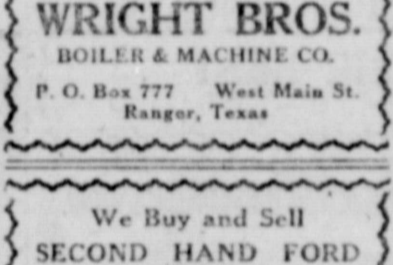 WRIGHT BROS.
BOILER & MACHINE CO.
P. O. Box 777 West Main St.
Ranger, Texas
We Buy and Sell
SECOND HAND FORD